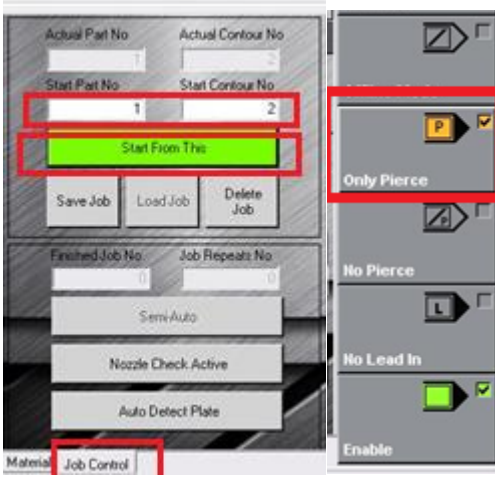 Actual Part No Actual Contour No
1 2
Start Part No Start Contour No
1 2
Start From This
Save Job Load Job Delete Job
Finished Job No Job Repeats No
0 0
Semi-Auto
Nozzle Check Active
Auto Detect Plate
Material Job Control
P
Only Pierce
P
No Pierce
L
No Lead In
Enable